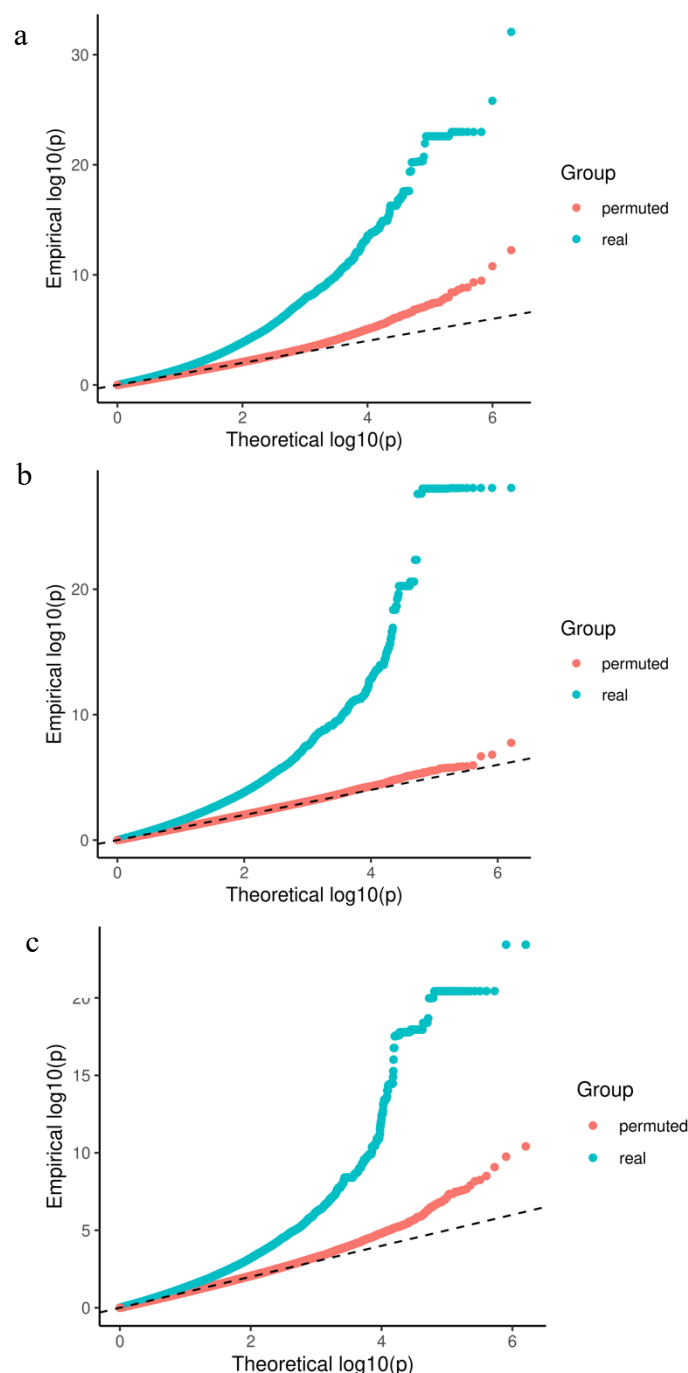 a
30
20
10
0
Empirical log10(p)
0 2 4 6
Theoretical log10(p)
Group
permuted
real
b
20
10
0
Empirical log10(p)
0 2 4 6
Theoretical log10(p)
Group
permuted
real
c
20
15
10
5
0
Empirical log10(p)
0 2 4 6
Theoretical log10(p)
Group
permuted
real